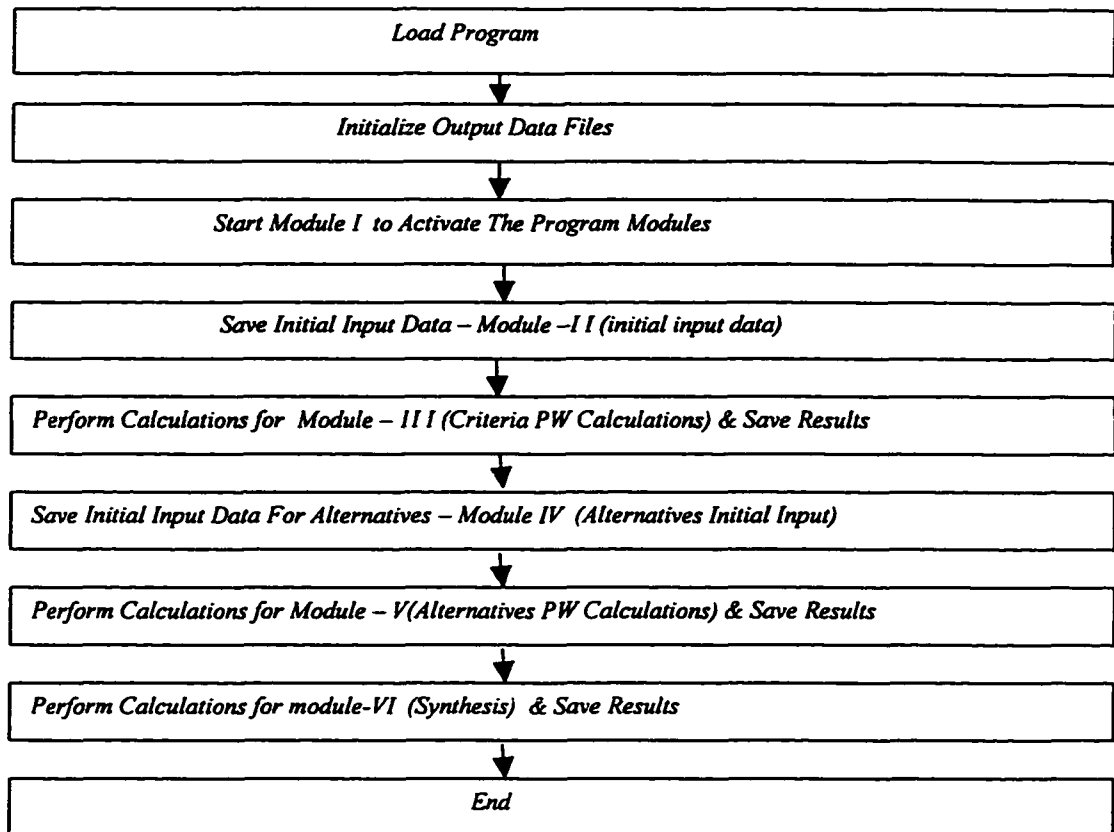 Load Program
Initialize Output Data Files
Start Module I to Activate The Program Modules
Save Initial Input Data – Module –I I (initial input data)
Perform Calculations for Module – II I (Criteria PW Calculations) & Save Results
Save Initial Input Data For Alternatives – Module IV (Alternatives Initial Input)
Perform Calculations for Module – V(Alternatives PW Calculations) & Save Results
Perform Calculations for module-VI (Synthesis) & Save Results
End